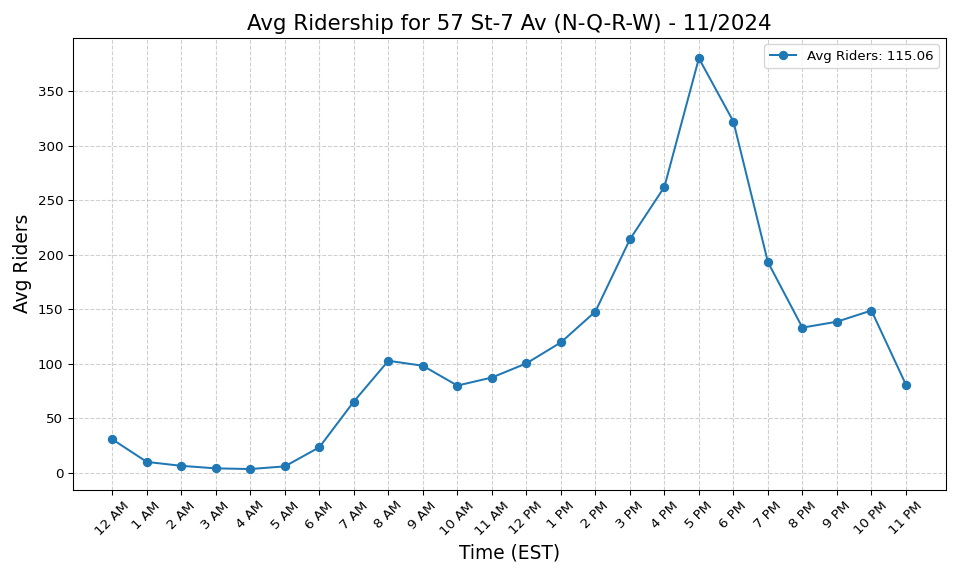 Avg Ridership for 57 St-7 Av (N-Q-R-W) - 11/2024
Avg Riders: 115.06
Avg Riders
350
300
250
200
150
100
50
0
12 AM
1 AM
2 AM
3 AM
4 AM
5 AM
6 AM
7 AM
8 AM
9 AM
10 AM
11 AM
12 PM
1 PM
2 PM
3 PM
4 PM
5 PM
6 PM
7 PM
8 PM
9 PM
10 PM
11 PM
Time (EST)